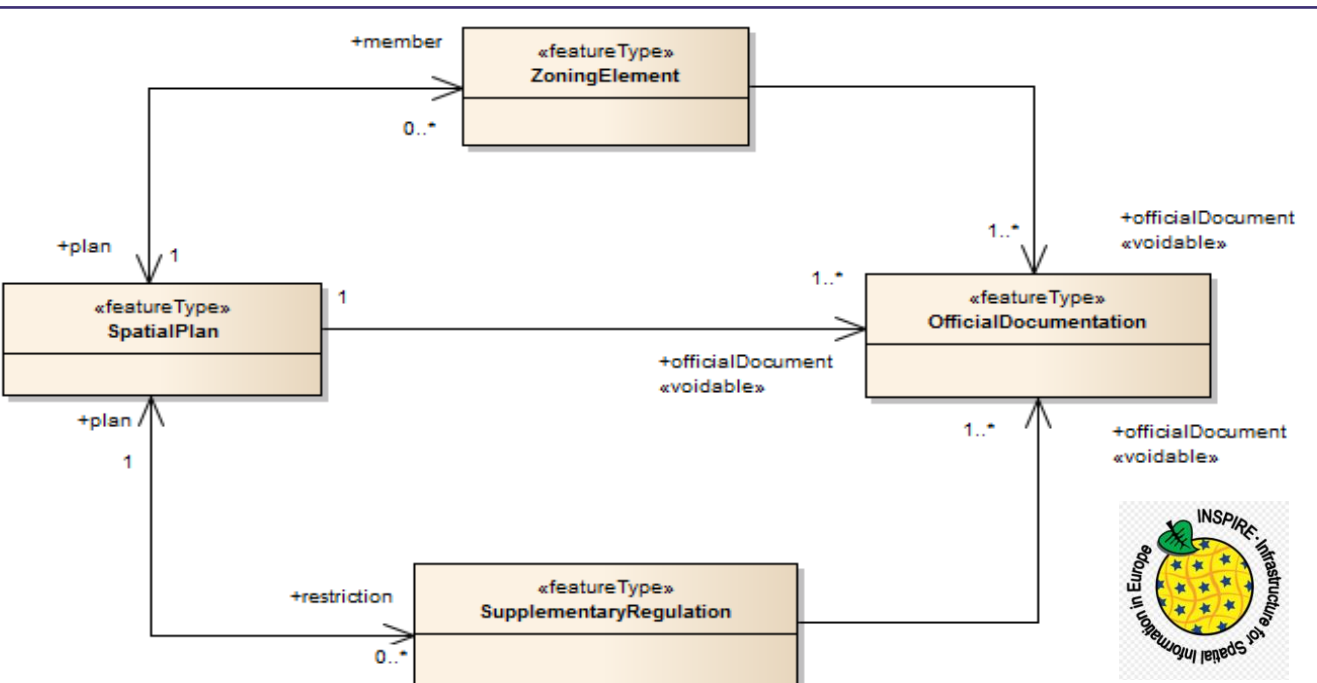 +member
«featureType»
ZoningElement
0..*
+plan
1
1..*
+officialDocument
«voidable»
«featureType»
SpatialPlan
1
1..*
«featureType»
OfficialDocumentation
+officialDocument
«voidable»
+plan
1
1..*
+officialDocument
«voidable»
+restriction
0..*
«featureType»
SupplementaryRegulation
INSPIRE · Infrastructure for Spatial Information in Europe